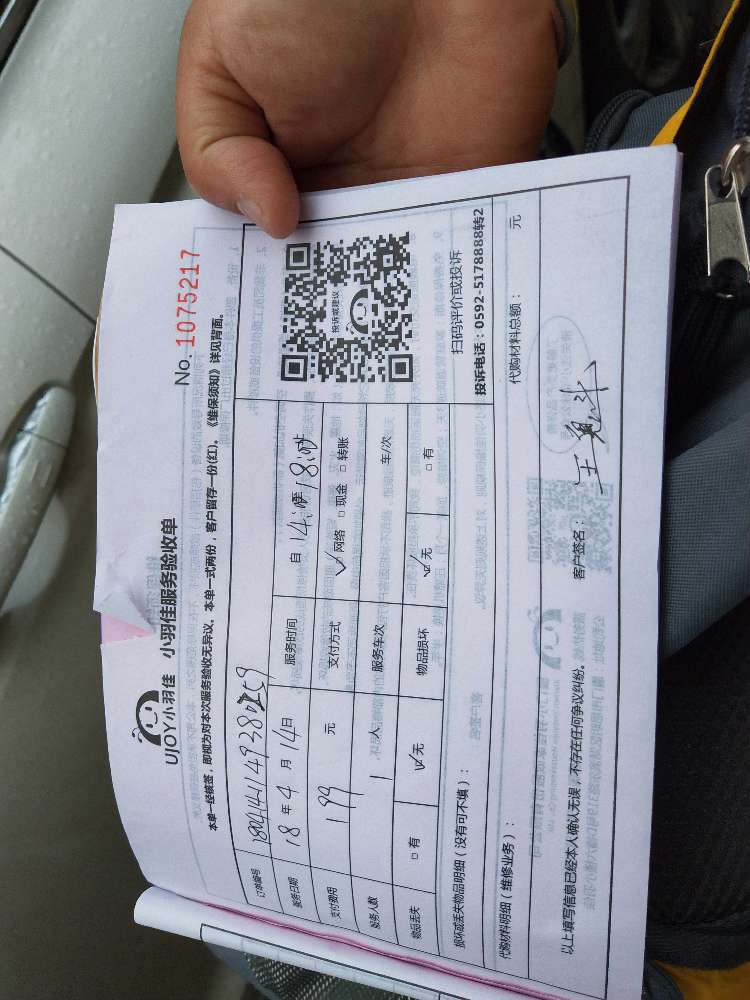 No. 1075217
UJOY小羽佳 小羽佳服务验收单
本单一经核签，即视为对本次服务验收无异议。本单一式两份，客户留存一份(红)。《维保须知》详见背面。
订单编号
服务日期 18 年 4 月 14 日 服务时间 自 14:
支付费用 199 元 支付方式 ☑ 网络 □ 现金 □ 转账
服务人数 1 人 服务车次 车/次
物品丢失 □ 有 ☑ 无 物品损坏 ☑ 无 □ 有
投诉或建议
扫码评价或投诉
投诉电话：0592-5178888转2
损坏或丢失物品明细（没有可不填）：
代购材料明细（维修业务）： 代购材料总额： 元
以上填写信息已经本人确认无误，不存在任何争议纠纷。 客户签名：